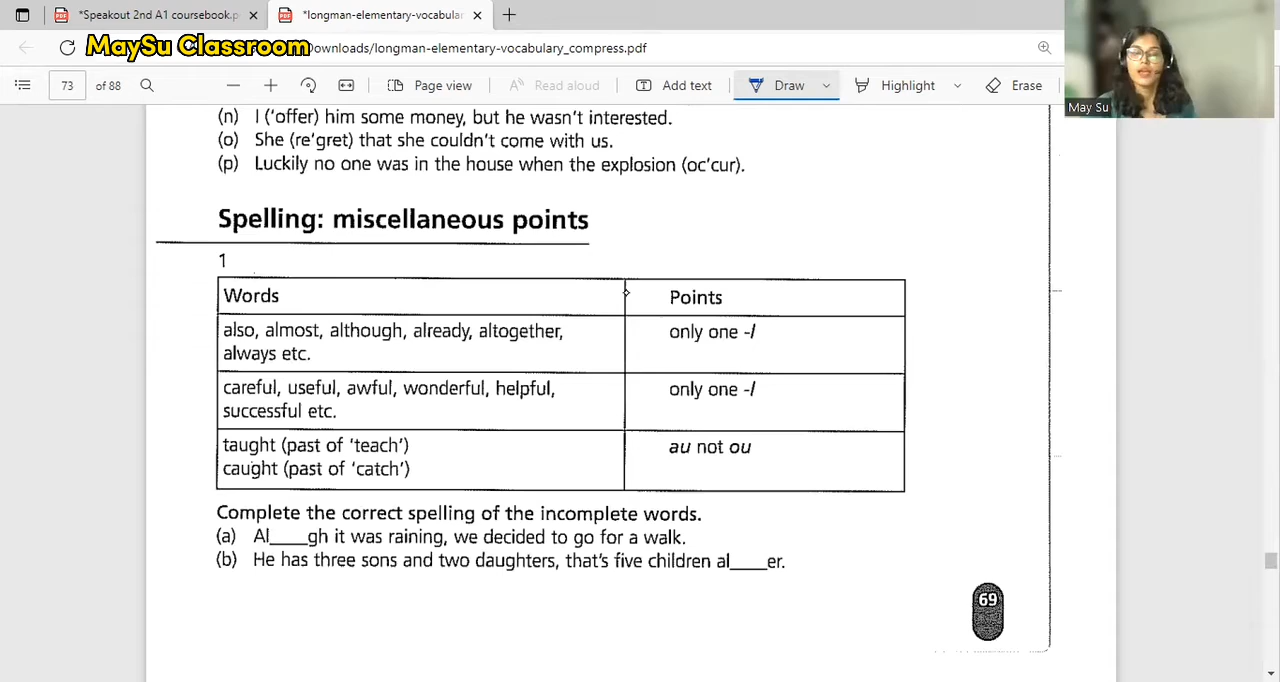 *Speakout 2nd A1 coursebook.p
*longman-elementary-vocabular
MaySu Classroom
Downloads/longman-elementary-vocabulary_compress.pdf
73 of 88
Page view
Read aloud
Add text
Draw
Highlight
Erase
May Su
(n) I ('offer) him some money, but he wasn't interested.
(o) She (re'gret) that she couldn't come with us.
(p) Luckily no one was in the house when the explosion (oc'cur).
Spelling: miscellaneous points
1
Words Points
also, almost, although, already, altogether, only one -l
always etc.
careful, useful, awful, wonderful, helpful, only one -l
successful etc.
taught (past of 'teach') au not ou
caught (past of 'catch')
Complete the correct spelling of the incomplete words.
(a) Al____gh it was raining, we decided to go for a walk.
(b) He has three sons and two daughters, that's five children al____er.
69